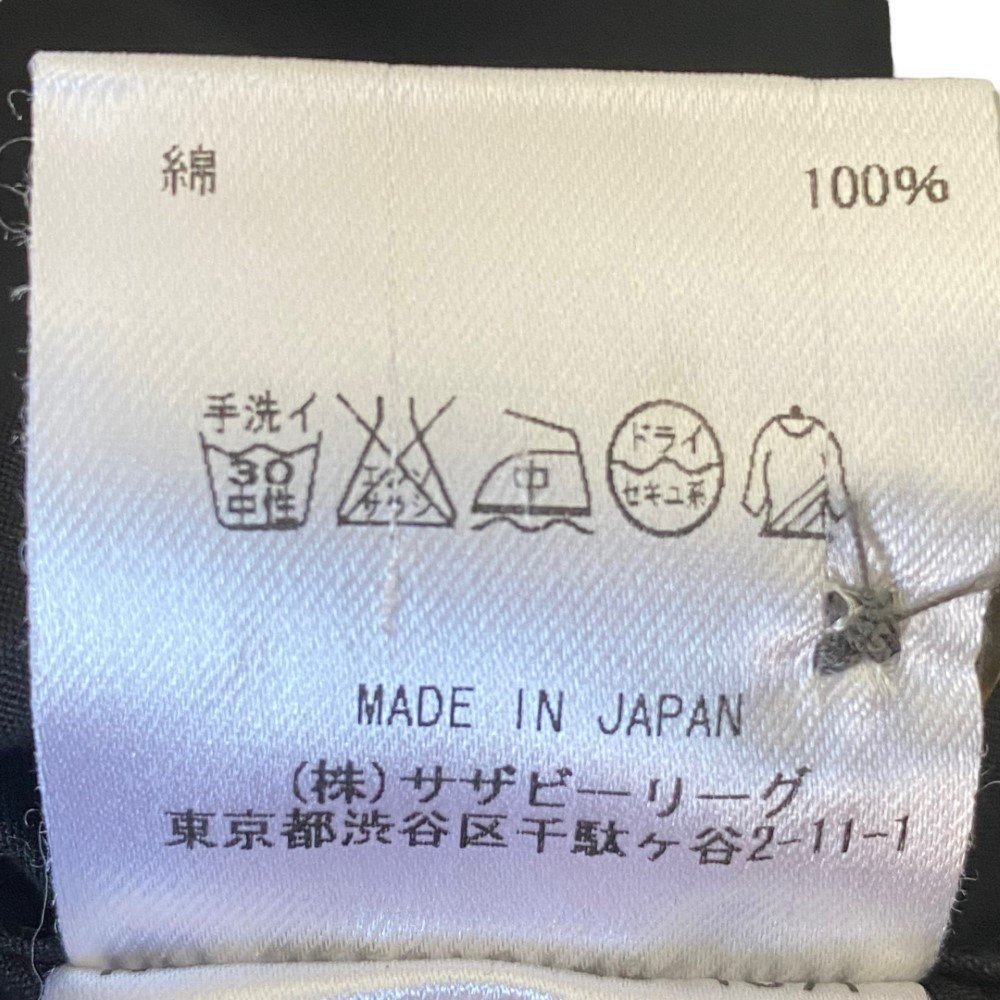 綿 100%
手洗イ
30
中性
エンソ
サラシ
中
ドライ
セキユ系
MADE IN JAPAN
(株)サザビーリーグ
東京都渋谷区千駄ヶ谷2-11-1